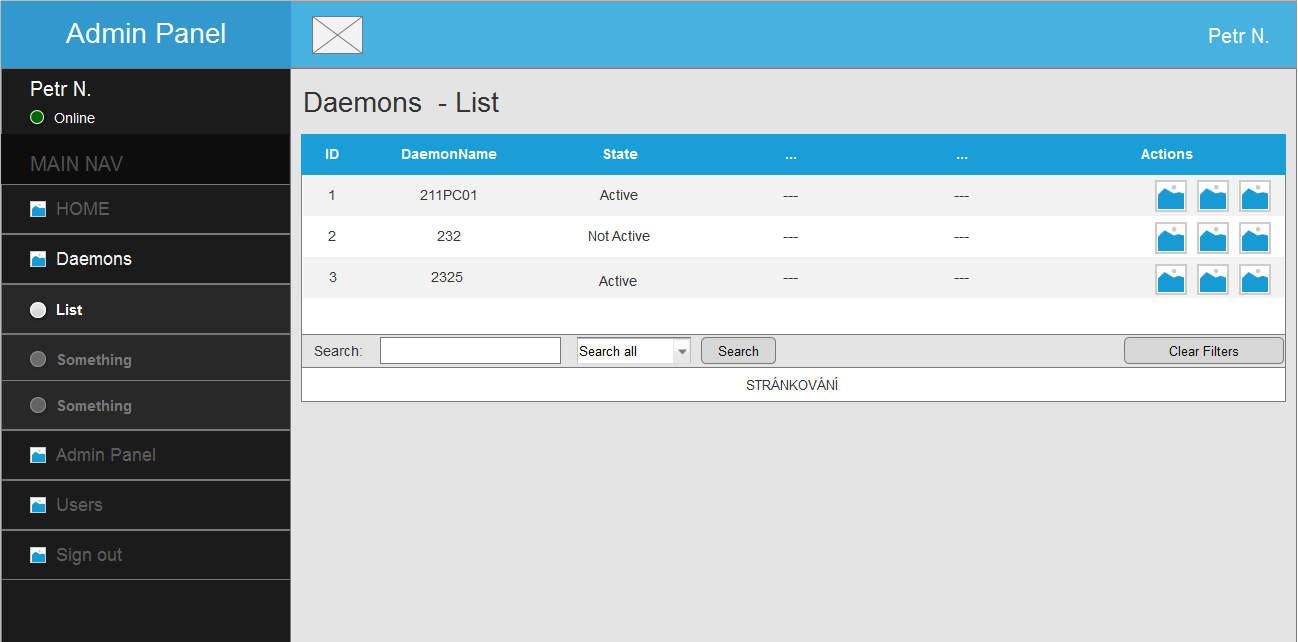 Admin Panel
Petr N.
Petr N.
Online
MAIN NAV
HOME
Daemons
List
Something
Something
Admin Panel
Users
Sign out
Daemons - List
ID DaemonName State ... ... Actions
1 211PC01 Active --- ---
2 232 Not Active --- ---
3 2325 Active --- ---
Search: Search all Search Clear Filters
STRÁNKOVÁNÍ